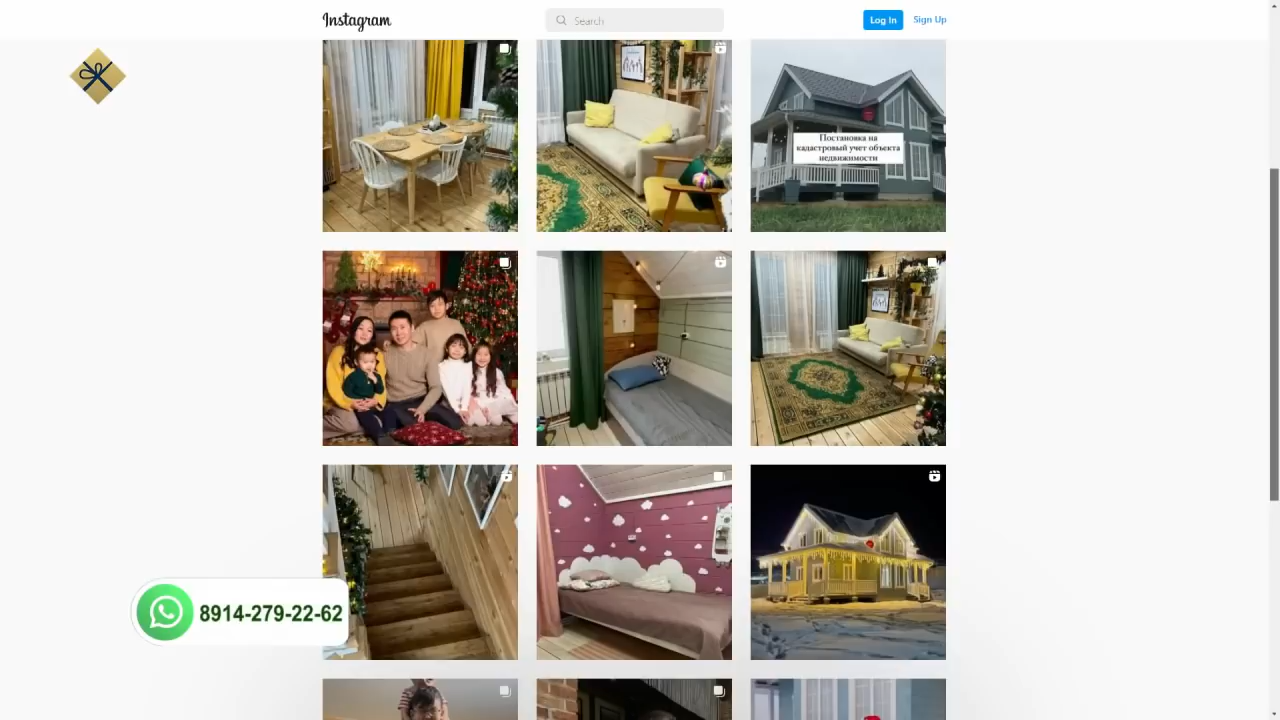 Instagram
Search
Log In
Sign Up
Постановка на
кадастровый учет объекта
недвижимости
8914-279-22-62